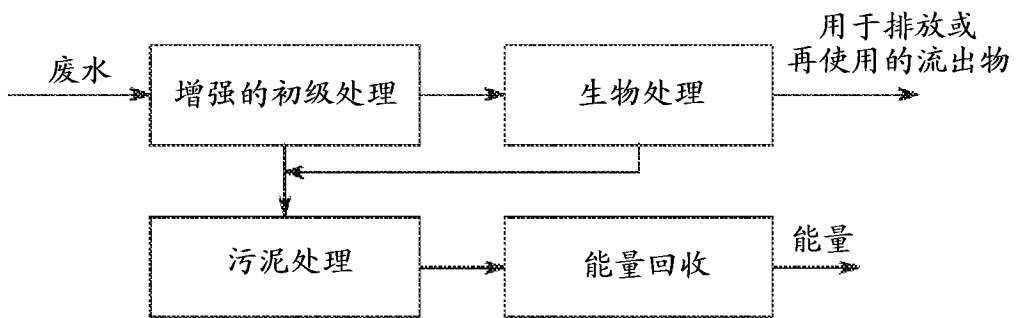 废水
增强的初级处理
生物处理
用于排放或
再使用的流出物
污泥处理
能量回收
能量